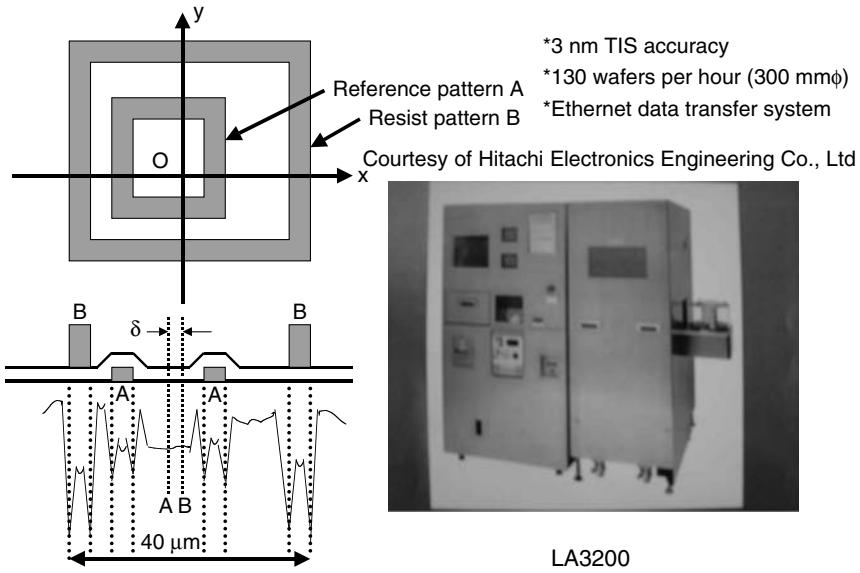 y
*3 nm TIS accuracy
*130 wafers per hour (300 mmϕ)
*Ethernet data transfer system
Reference pattern A
Resist pattern B
O
x
Courtesy of Hitachi Electronics Engineering Co., Ltd
B
δ
B
A
A
A B
40 μm
LA3200